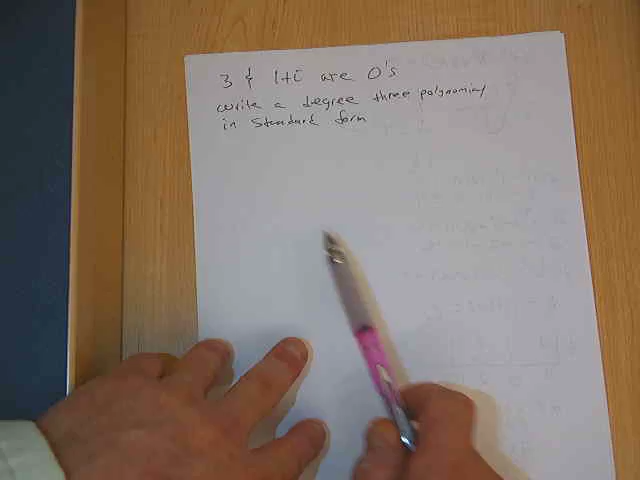 3 & 1+i are 0's
write a degree three polynomial
in Standard form